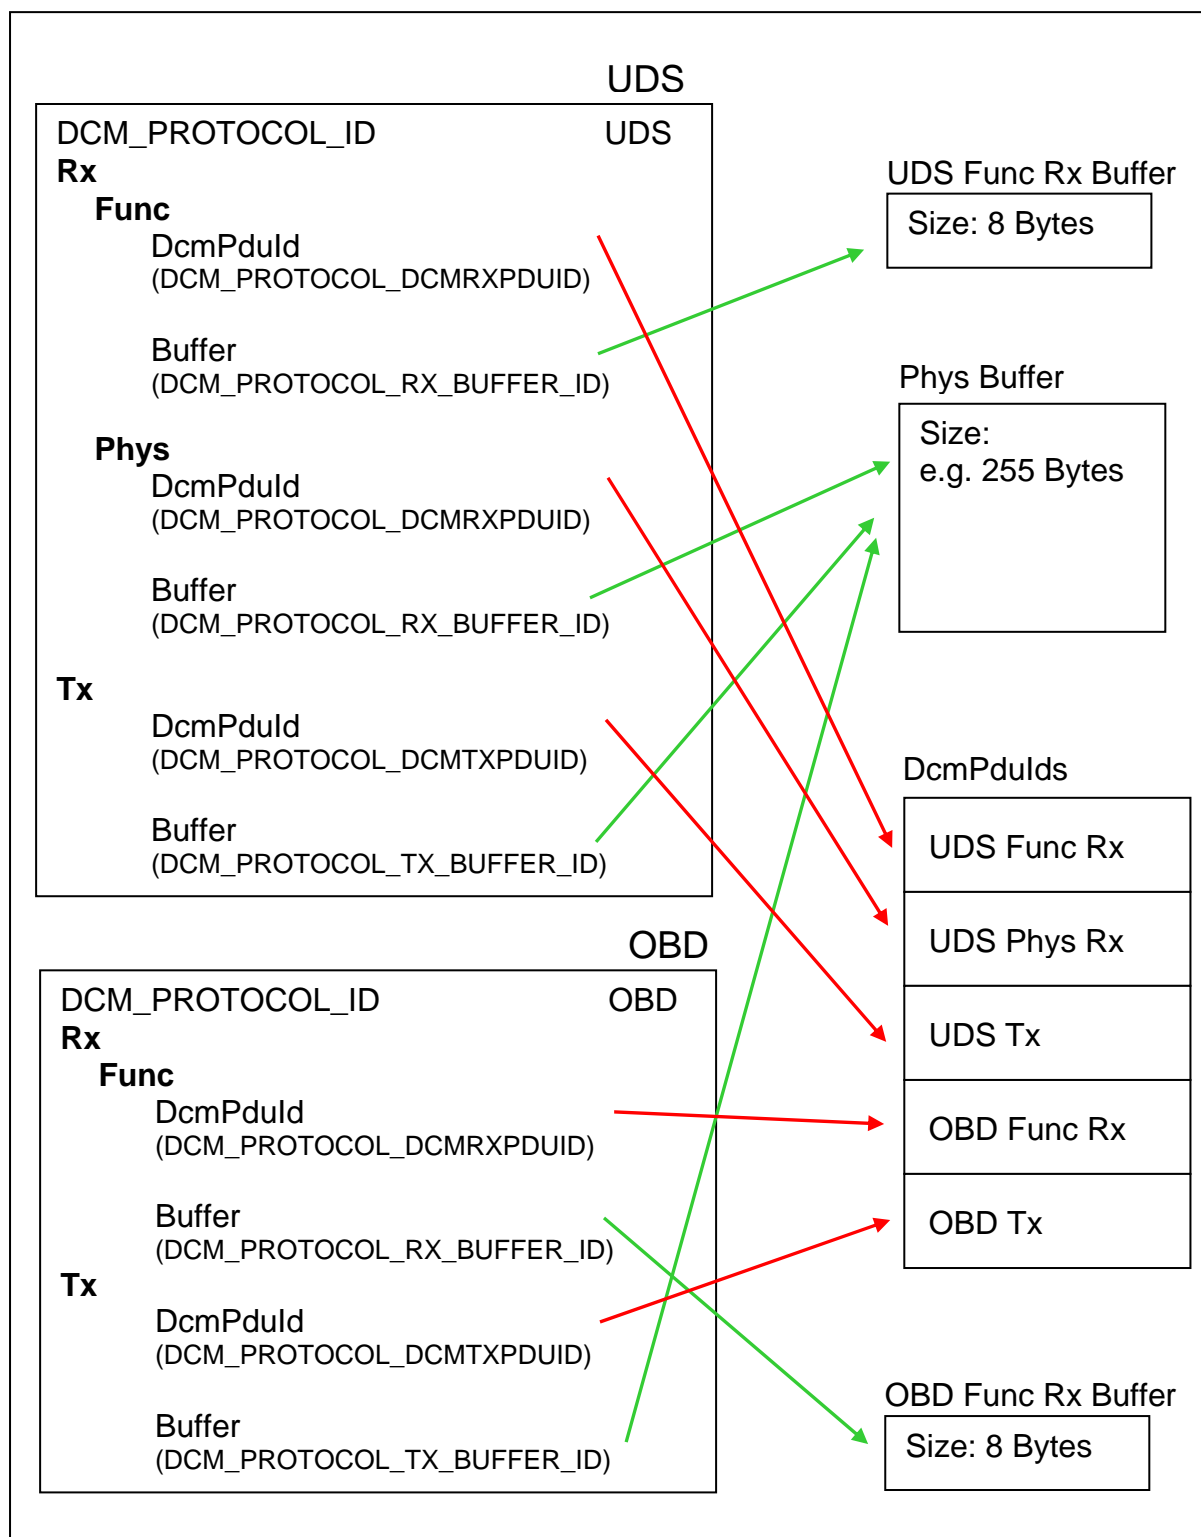 UDS
DCM_PROTOCOL_ID UDS
Rx
Func
DcmPduId
(DCM_PROTOCOL_DCMRXPDUID)
Buffer
(DCM_PROTOCOL_RX_BUFFER_ID)
Phys
DcmPduId
(DCM_PROTOCOL_DCMRXPDUID)
Buffer
(DCM_PROTOCOL_RX_BUFFER_ID)
Tx
DcmPduId
(DCM_PROTOCOL_DCMTXPDUID)
Buffer
(DCM_PROTOCOL_TX_BUFFER_ID)
OBD
DCM_PROTOCOL_ID OBD
Rx
Func
DcmPduId
(DCM_PROTOCOL_DCMRXPDUID)
Buffer
(DCM_PROTOCOL_RX_BUFFER_ID)
Tx
DcmPduId
(DCM_PROTOCOL_DCMTXPDUID)
Buffer
(DCM_PROTOCOL_TX_BUFFER_ID)
UDS Func Rx Buffer
Size: 8 Bytes
Phys Buffer
Size:
e.g. 255 Bytes
DcmPduIds
UDS Func Rx
UDS Phys Rx
UDS Tx
OBD Func Rx
OBD Tx
OBD Func Rx Buffer
Size: 8 Bytes